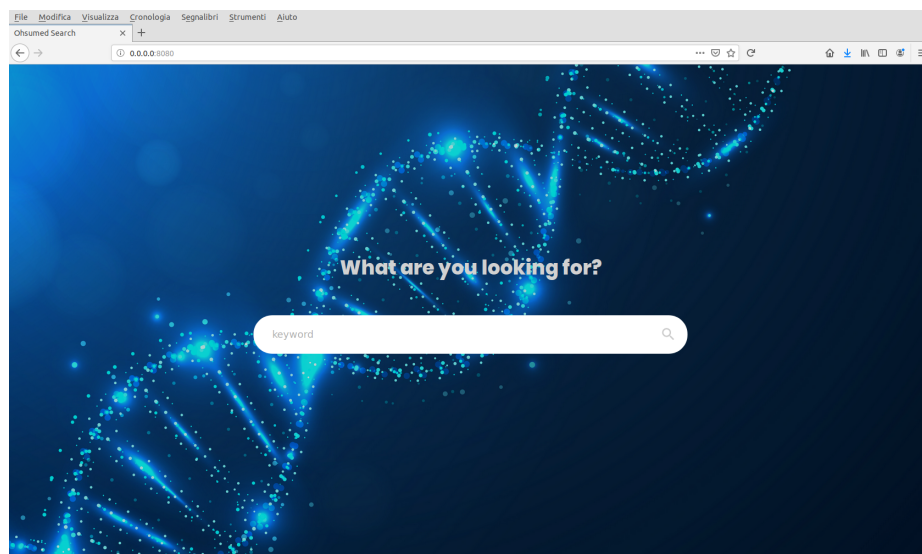 File Modifica Visualizza Cronologia Segnalibri Strumenti Aiuto
Ohsumed Search
0.0.0.0:8080
What are you looking for?
keyword